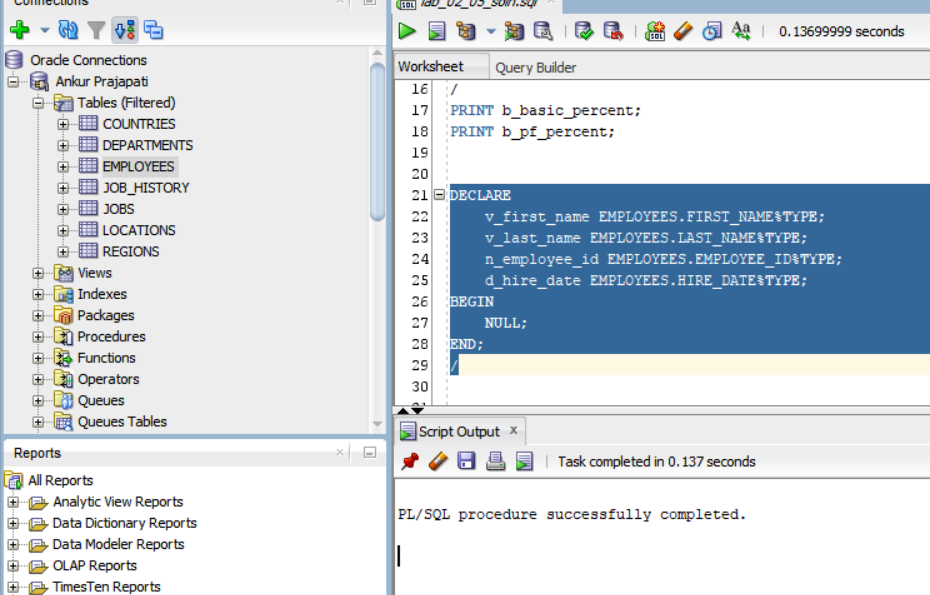 Connections
lab_02_03_soln.sql
SQL
0.13699999 seconds
Oracle Connections
Ankur Prajapati
Tables (Filtered)
COUNTRIES
DEPARTMENTS
EMPLOYEES
JOB_HISTORY
JOBS
LOCATIONS
REGIONS
Views
Indexes
Packages
Procedures
Functions
Operators
Queues
Queues Tables
Reports
All Reports
Analytic View Reports
Data Dictionary Reports
Data Modeler Reports
OLAP Reports
TimesTen Reports
Worksheet Query Builder
16 /
17 PRINT b_basic_percent;
18 PRINT b_pf_percent;
19
20
21 DECLARE
22 v_first_name EMPLOYEES.FIRST_NAME%TYPE;
23 v_last_name EMPLOYEES.LAST_NAME%TYPE;
24 n_employee_id EMPLOYEES.EMPLOYEE_ID%TYPE;
25 d_hire_date EMPLOYEES.HIRE_DATE%TYPE;
26 BEGIN
27 NULL;
28 END;
29 /
30
Script Output x
Task completed in 0.137 seconds
PL/SQL procedure successfully completed.